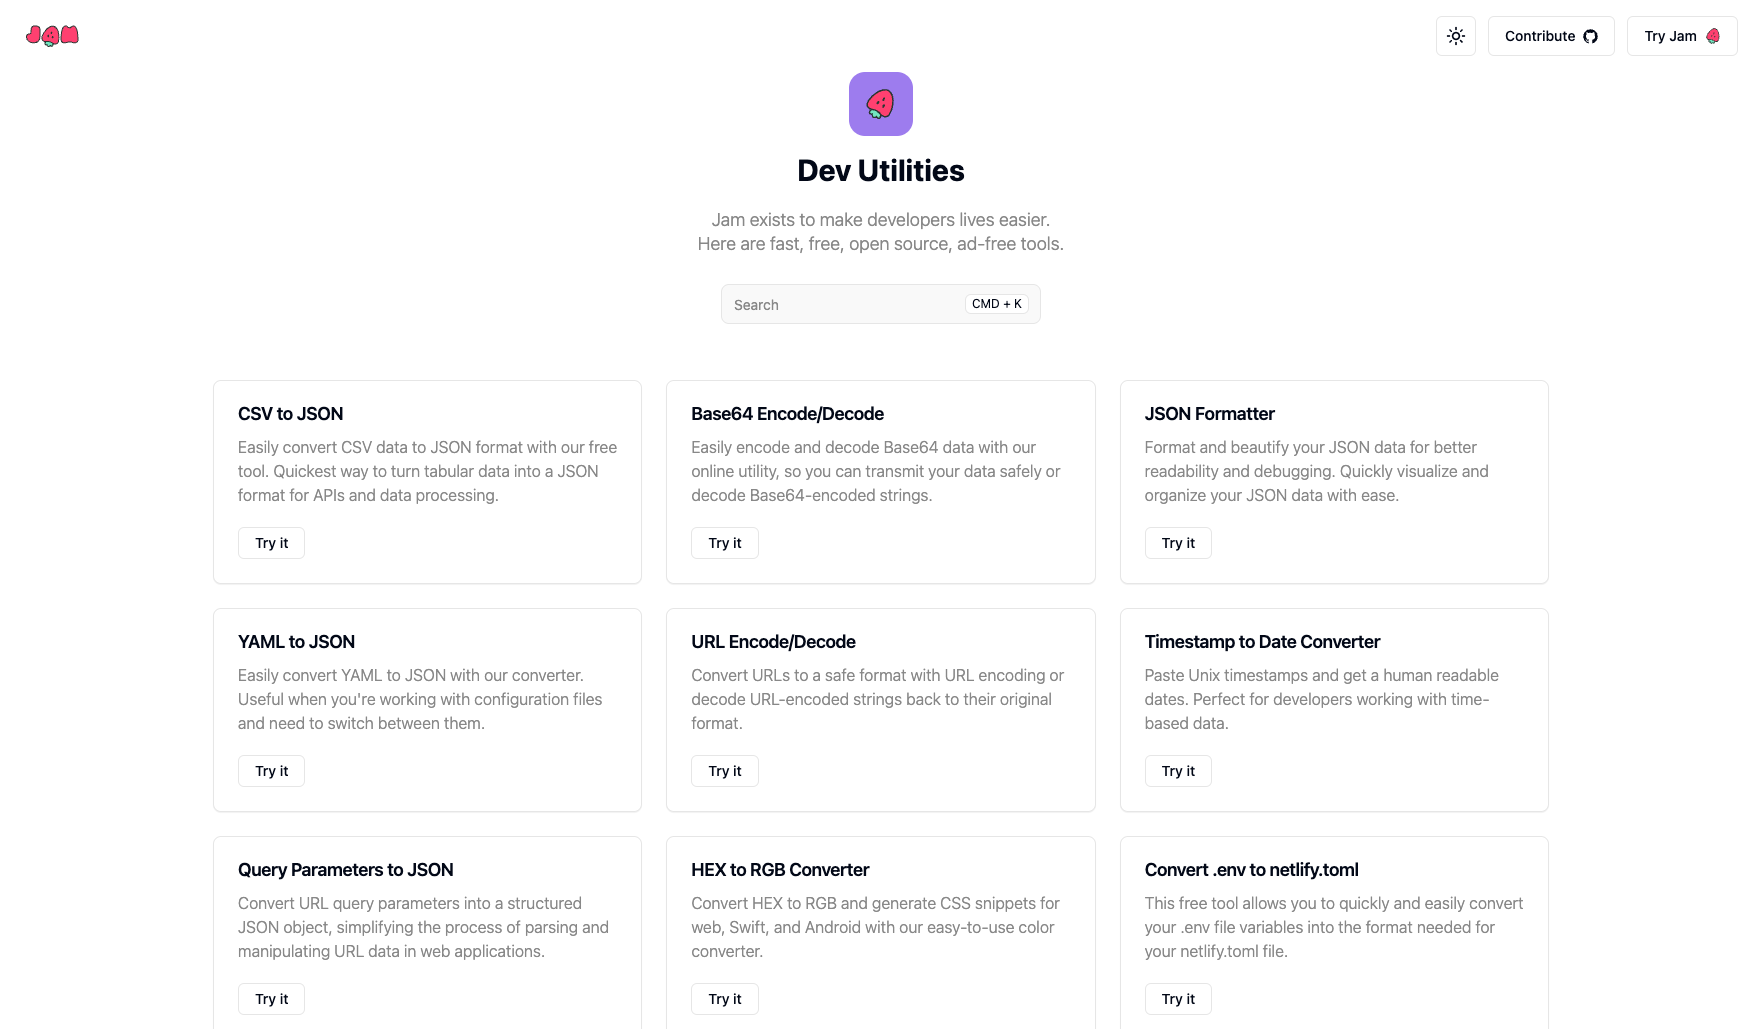 JAM
Contribute
Try Jam
Dev Utilities
Jam exists to make developers lives easier.
Here are fast, free, open source, ad-free tools.
Search
CMD + K
CSV to JSON
Easily convert CSV data to JSON format with our free
tool. Quickest way to turn tabular data into a JSON
format for APIs and data processing.
Try it
Base64 Encode/Decode
Easily encode and decode Base64 data with our
online utility, so you can transmit your data safely or
decode Base64-encoded strings.
Try it
JSON Formatter
Format and beautify your JSON data for better
readability and debugging. Quickly visualize and
organize your JSON data with ease.
Try it
YAML to JSON
Easily convert YAML to JSON with our converter.
Useful when you're working with configuration files
and need to switch between them.
Try it
URL Encode/Decode
Convert URLs to a safe format with URL encoding or
decode URL-encoded strings back to their original
format.
Try it
Timestamp to Date Converter
Paste Unix timestamps and get a human readable
dates. Perfect for developers working with time-
based data.
Try it
Query Parameters to JSON
Convert URL query parameters into a structured
JSON object, simplifying the process of parsing and
manipulating URL data in web applications.
Try it
HEX to RGB Converter
Convert HEX to RGB and generate CSS snippets for
web, Swift, and Android with our easy-to-use color
converter.
Try it
Convert .env to netlify.toml
This free tool allows you to quickly and easily convert
your .env file variables into the format needed for
your netlify.toml file.
Try it